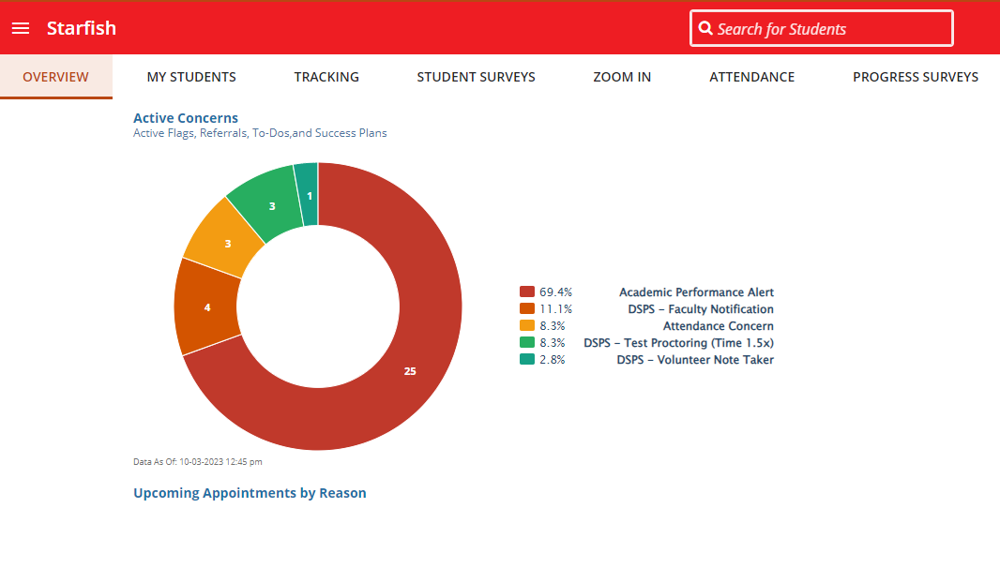 Starfish
Search for Students
OVERVIEW MY STUDENTS TRACKING STUDENT SURVEYS ZOOM IN ATTENDANCE PROGRESS SURVEYS
Active Concerns
Active Flags, Referrals, To-Dos,and Success Plans
1
3
3
4
25
69.4% Academic Performance Alert
11.1% DSPS - Faculty Notification
8.3% Attendance Concern
8.3% DSPS - Test Proctoring (Time 1.5x)
2.8% DSPS - Volunteer Note Taker
Data As Of: 10-03-2023 12:45 pm
Upcoming Appointments by Reason